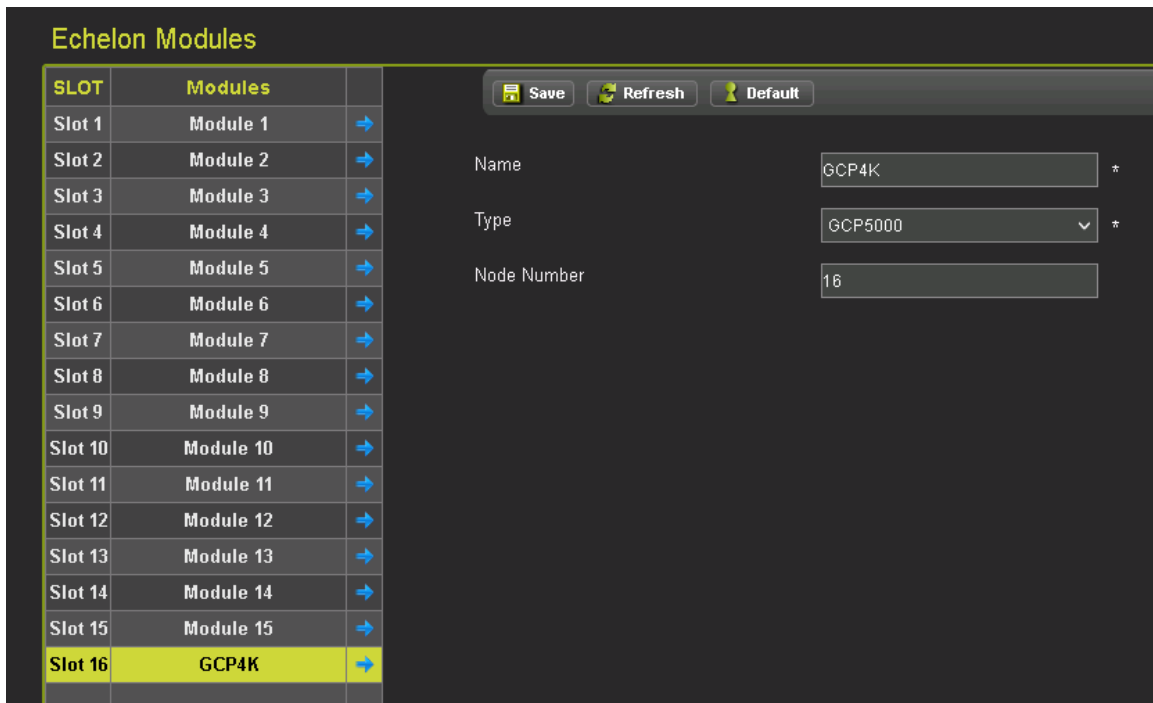 Echelon Modules
SLOT Modules
Slot 1 Module 1
Slot 2 Module 2
Slot 3 Module 3
Slot 4 Module 4
Slot 5 Module 5
Slot 6 Module 6
Slot 7 Module 7
Slot 8 Module 8
Slot 9 Module 9
Slot 10 Module 10
Slot 11 Module 11
Slot 12 Module 12
Slot 13 Module 13
Slot 14 Module 14
Slot 15 Module 15
Slot 16 GCP4K
Save Refresh Default
Name GCP4K *
Type GCP5000 *
Node Number 16